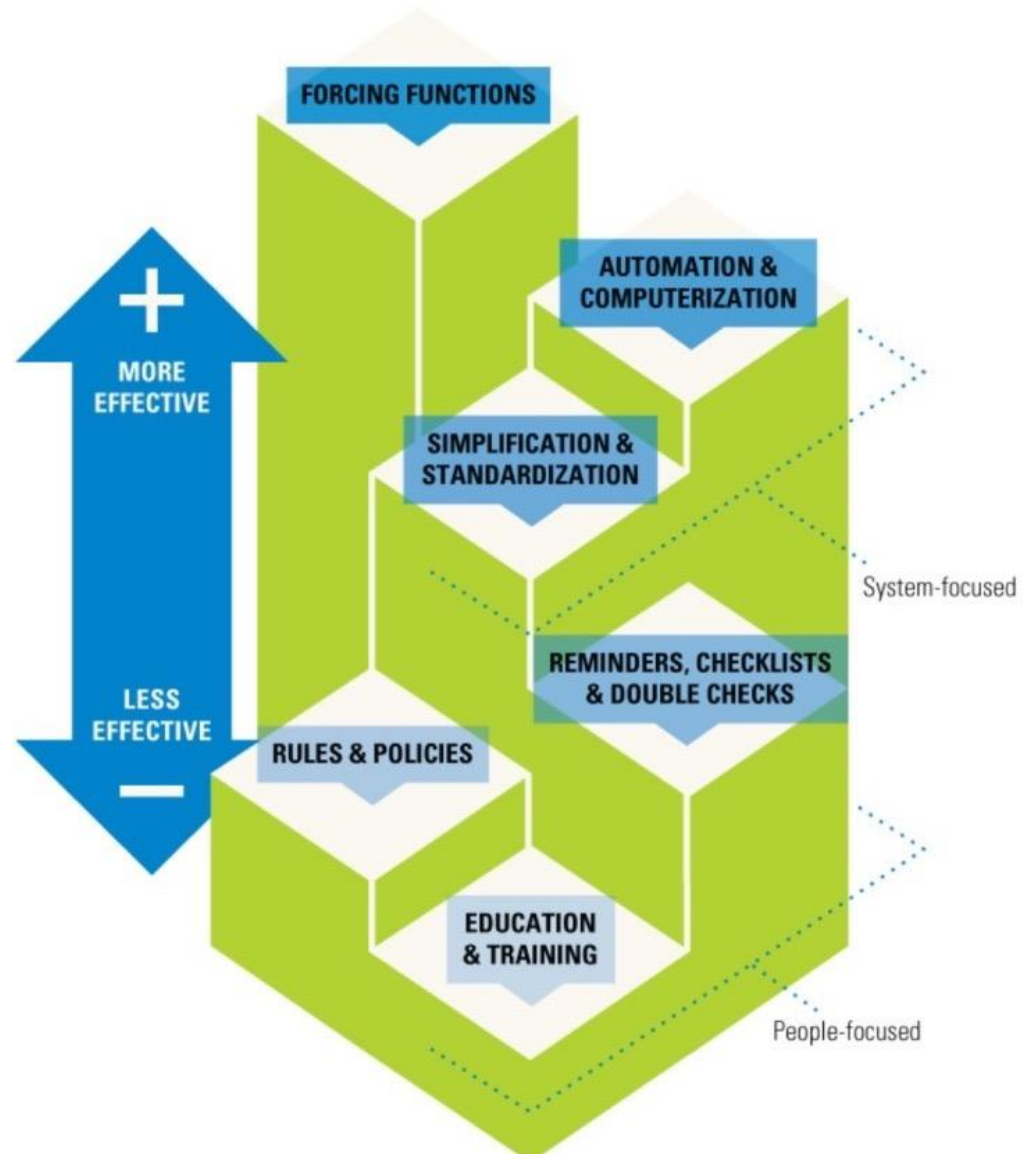 FORCING FUNCTIONS
AUTOMATION &
COMPUTERIZATION
+
MORE
EFFECTIVE
SIMPLIFICATION &
STANDARDIZATION
System-focused
REMINDERS, CHECKLISTS
& DOUBLE CHECKS
LESS
EFFECTIVE
−
RULES & POLICIES
EDUCATION
& TRAINING
People-focused